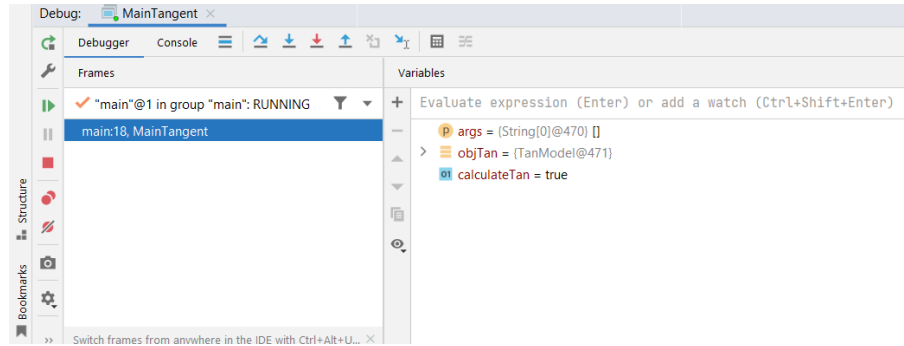 Debug: MainTangent
Debugger Console
Frames
Variables
"main"@1 in group "main": RUNNING
Evaluate expression (Enter) or add a watch (Ctrl+Shift+Enter)
main:18, MainTangent
p args = {String[0]@470} []
objTan = {TanModel@471}
01 calculateTan = true
Structure
Bookmarks
Switch frames from anywhere in the IDE with Ctrl+Alt+U...